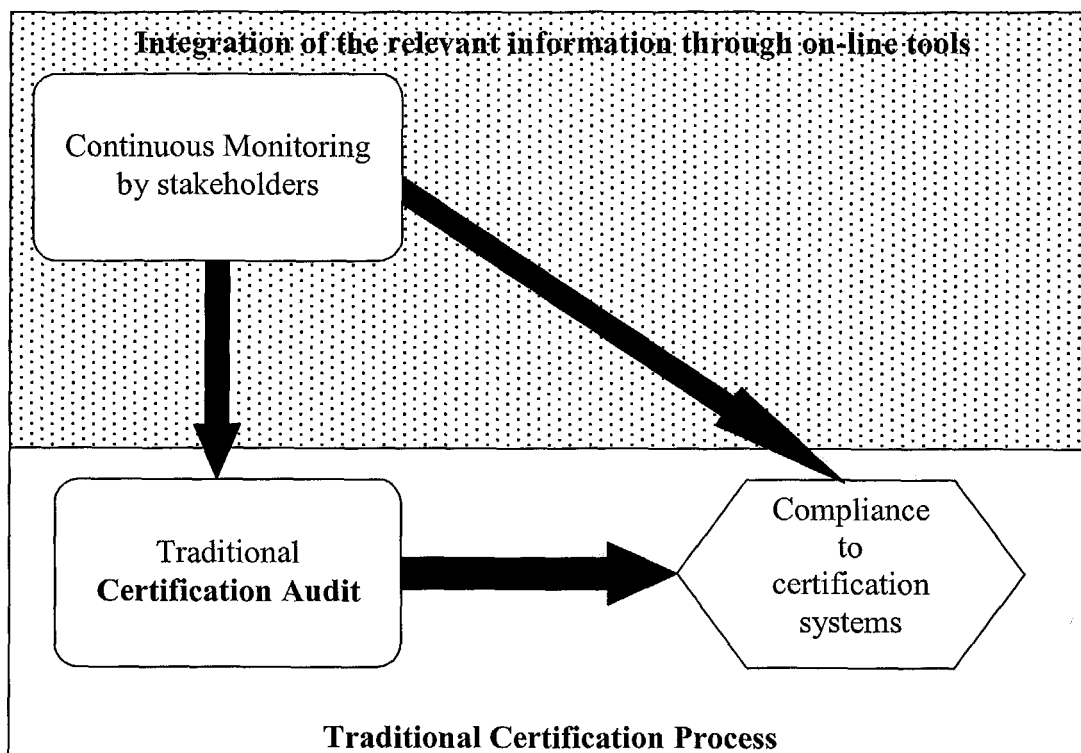 Integration of the relevant information through on-line tools
Continuous Monitoring
by stakeholders
Traditional
Certification Audit
Compliance
to
certification
systems
Traditional Certification Process